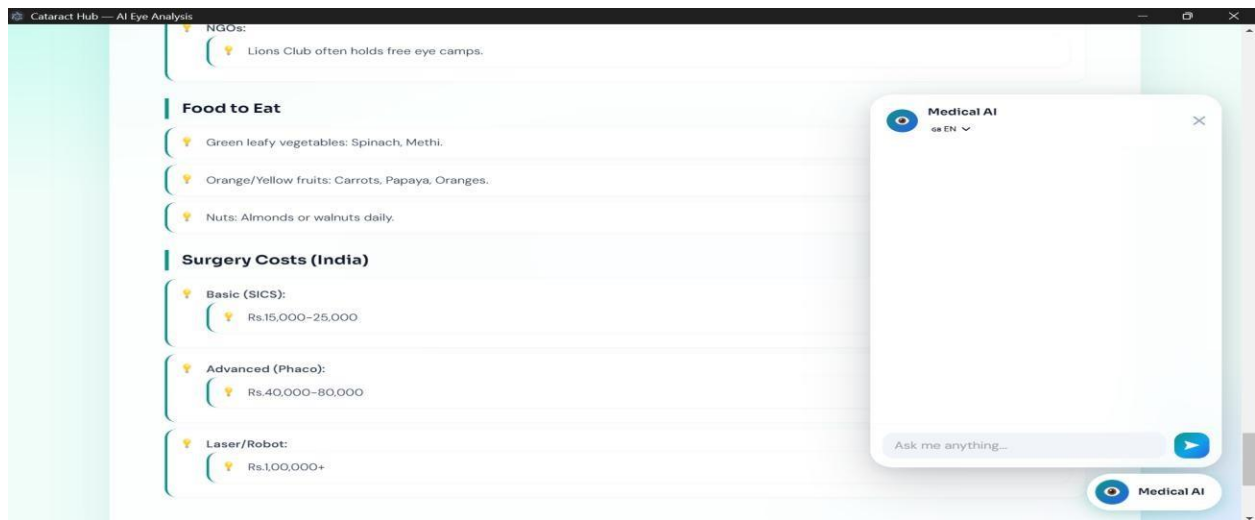 Cataract Hub — AI Eye Analysis
NGOs:
Lions Club often holds free eye camps.
Food to Eat
Green leafy vegetables: Spinach, Methi.
Orange/Yellow fruits: Carrots, Papaya, Oranges.
Nuts: Almonds or walnuts daily.
Surgery Costs (India)
Basic (SICS):
Rs.15,000-25,000
Advanced (Phaco):
Rs.40,000-80,000
Laser/Robot:
Rs.1,00,000+
Medical AI
GB EN
Ask me anything...
Medical AI